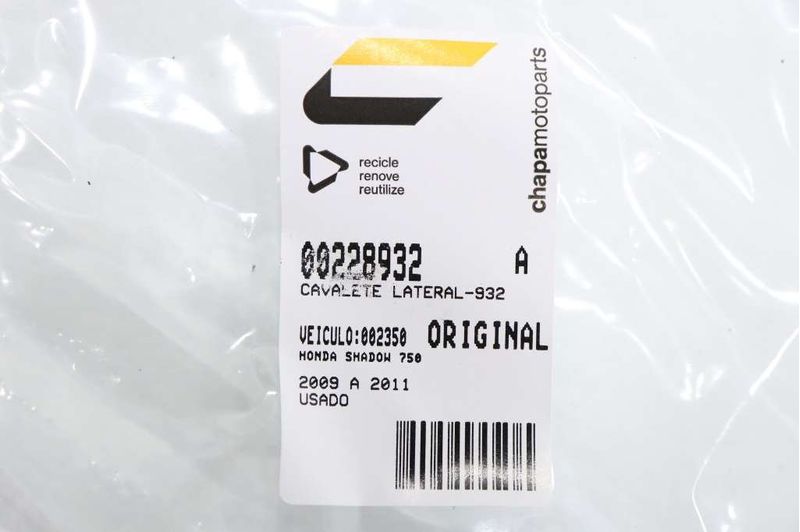 chapamotoparts
recicle
renove
reutilize
00228932 A
CAVALETE LATERAL-932
VEICULO:002350 ORIGINAL
HONDA SHADOW 750
2009 A 2011
USADO